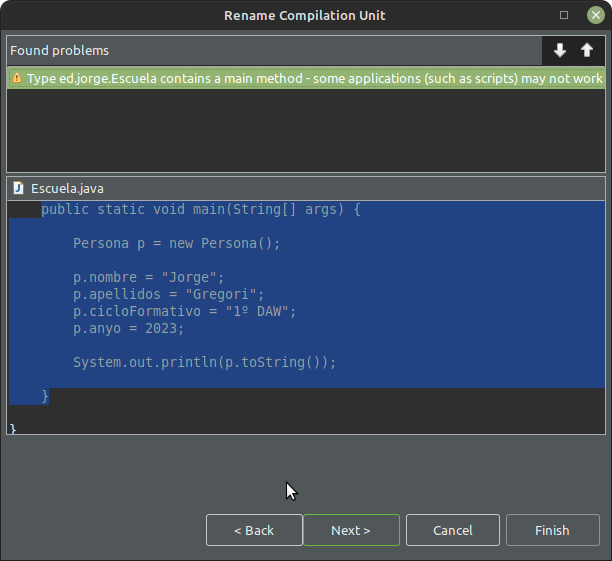 Rename Compilation Unit
Found problems
Type ed.jorge.Escuela contains a main method - some applications (such as scripts) may not work
Escuela.java
public static void main(String[] args) {
Persona p = new Persona();
p.nombre = "Jorge";
p.apellidos = "Gregori";
p.cicloFormativo = "1º DAW";
p.anyo = 2023;
System.out.println(p.toString());
}
}
< Back
Next >
Cancel
Finish